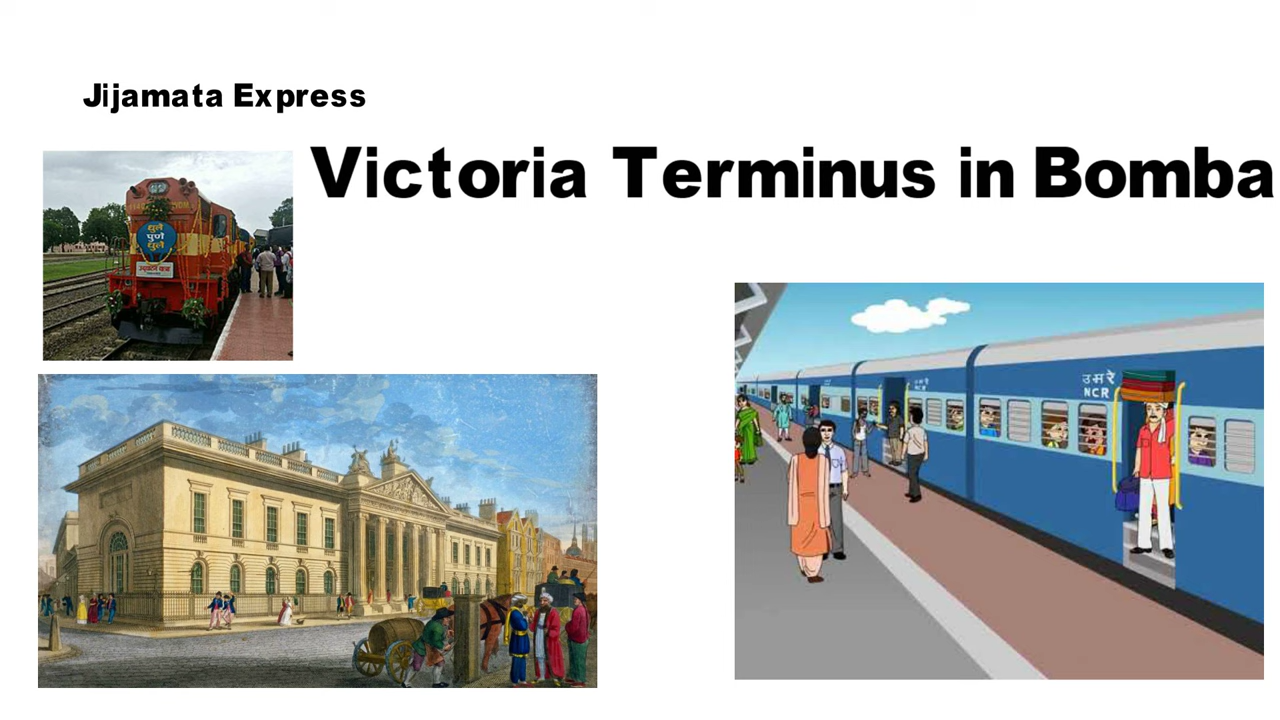 Jijamata Express
Victoria Terminus in Bomba
धुले
पुणे
धुले
उमरे
NCR